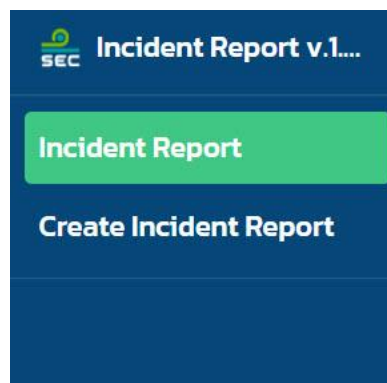 SEC
Incident Report v.1....
Incident Report
Create Incident Report